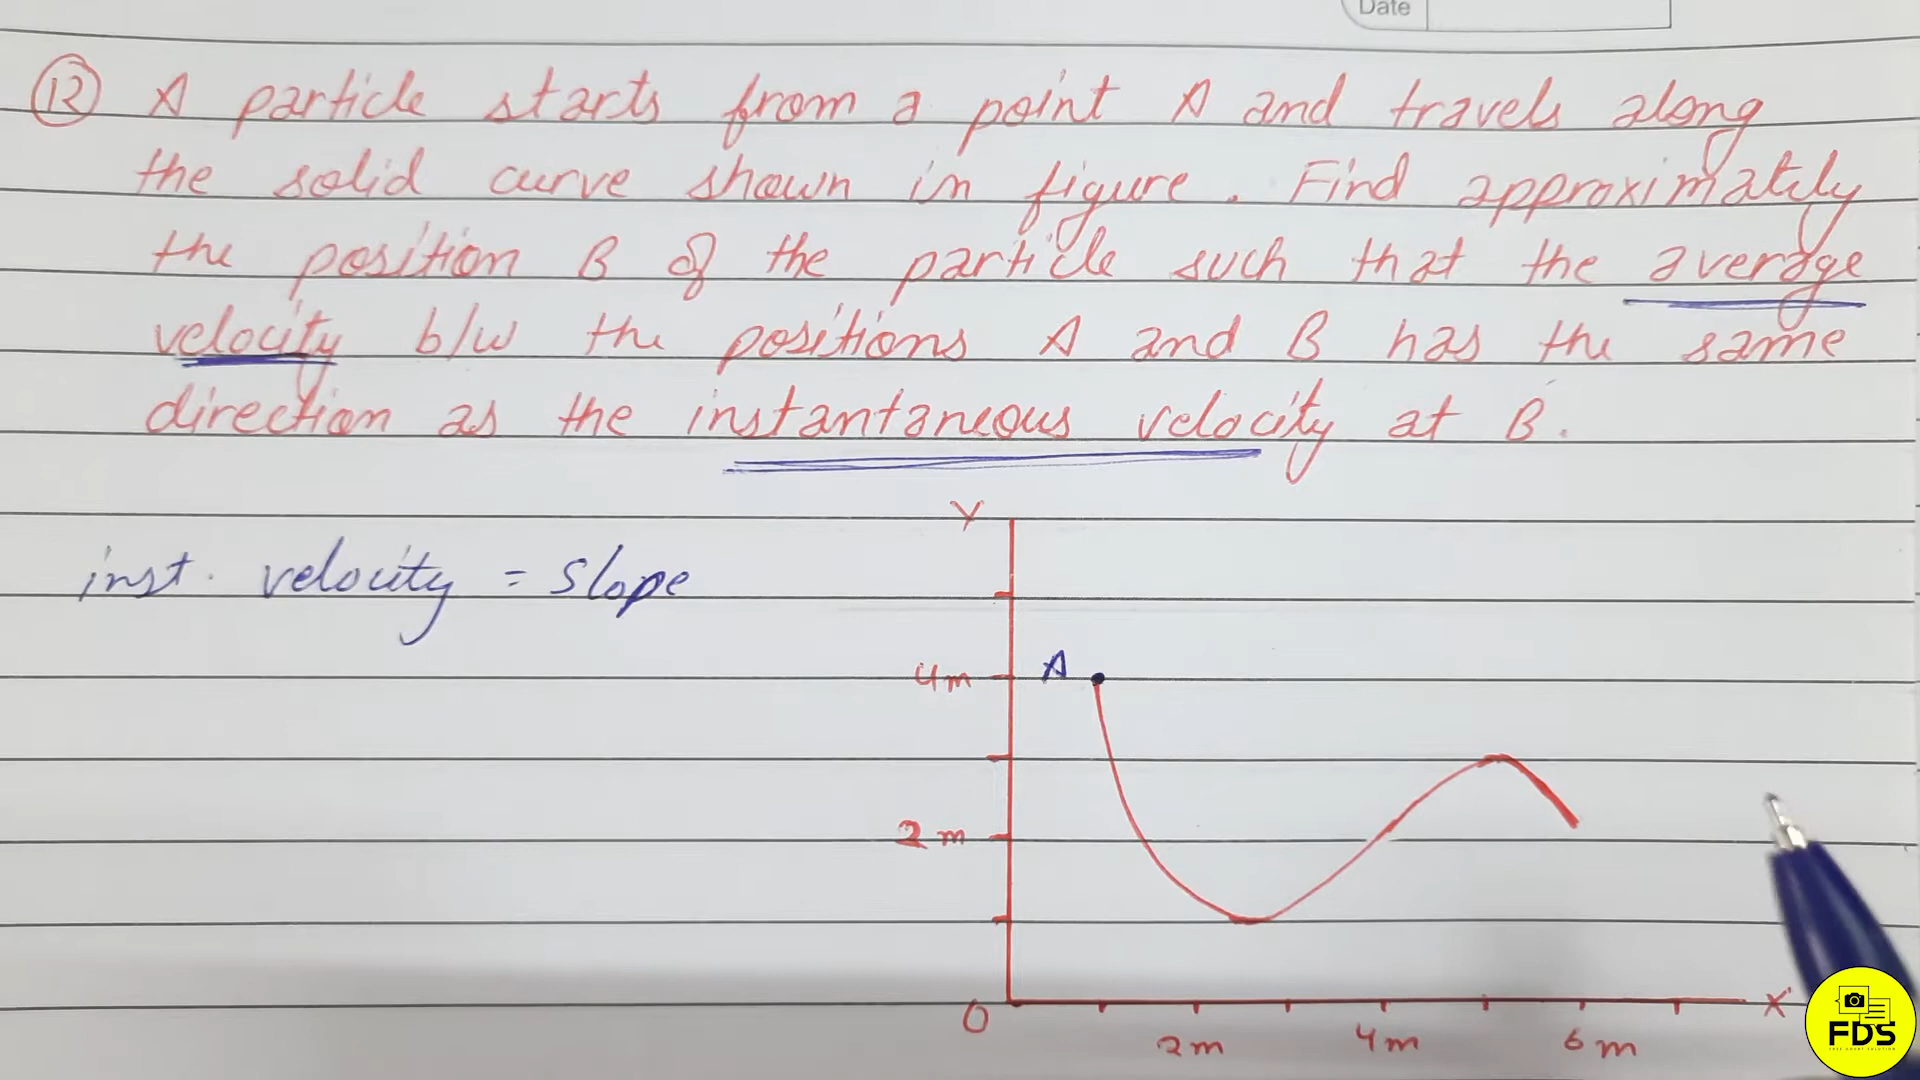 Date
12 A particle starts from a point A and travels along
the solid curve shown in figure. Find approximately
the position B of the particle such that the average
velocity b/w the positions A and B has the same
direction as the instantaneous velocity at B.
inst. velocity = slope
Y
4m
A
2m
O
2m
4m
6m
X
FDS